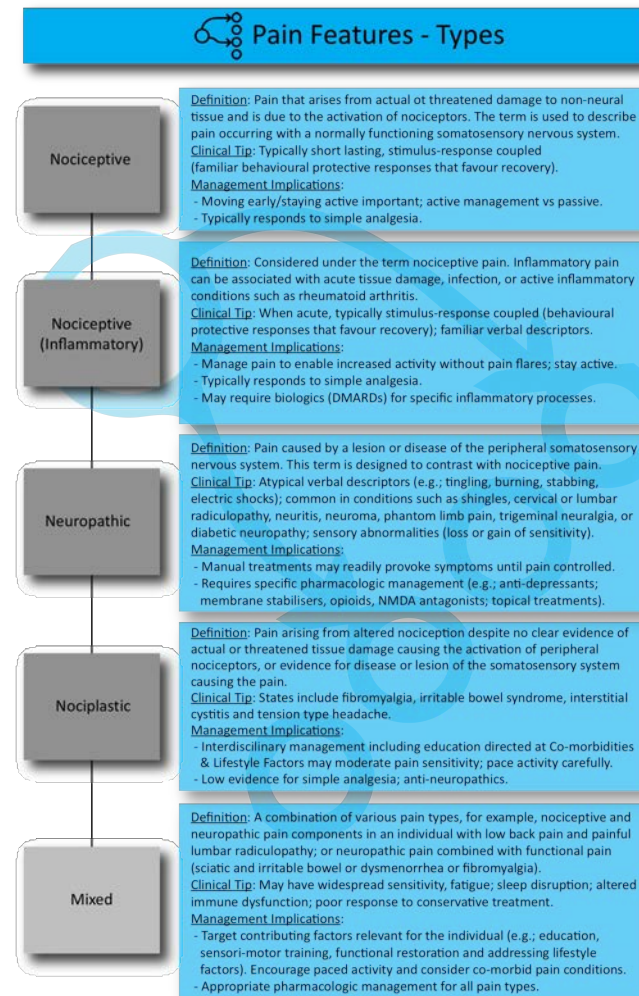 Pain Features - Types
Nociceptive
Definition: Pain that arises from actual ot threatened damage to non-neural
tissue and is due to the activation of nociceptors. The term is used to describe
pain occurring with a normally functioning somatosensory nervous system.
Clinical Tip: Typically short lasting, stimulus-response coupled
(familiar behavioural protective responses that favour recovery).
Management Implications:
- Moving early/staying active important; active management vs passive.
- Typically responds to simple analgesia.
Nociceptive
(Inflammatory)
Definition: Considered under the term nociceptive pain. Inflammatory pain
can be associated with acute tissue damage, infection, or active inflammatory
conditions such as rheumatoid arthritis.
Clinical Tip: When acute, typically stimulus-response coupled (behavioural
protective responses that favour recovery); familiar verbal descriptors.
Management Implications:
- Manage pain to enable increased activity without pain flares; stay active.
- Typically responds to simple analgesia.
- May require biologics (DMARDs) for specific inflammatory processes.
Neuropathic
Definition: Pain caused by a lesion or disease of the peripheral somatosensory
nervous system. This term is designed to contrast with nociceptive pain.
Clinical Tip: Atypical verbal descriptors (e.g.; tingling, burning, stabbing,
electric shocks); common in conditions such as shingles, cervical or lumbar
radiculopathy, neuritis, neuroma, phantom limb pain, trigeminal neuralgia, or
diabetic neuropathy; sensory abnormalities (loss or gain of sensitivity).
Management Implications:
- Manual treatments may readily provoke symptoms until pain controlled.
- Requires specific pharmacologic management (e.g.; anti-depressants;
membrane stabilisers, opioids, NMDA antagonists; topical treatments).
Nociplastic
Definition: Pain arising from altered nociception despite no clear evidence of
actual or threatened tissue damage causing the activation of peripheral
nociceptors, or evidence for disease or lesion of the somatosensory system
causing the pain.
Clinical Tip: States include fibromyalgia, irritable bowel syndrome, interstitial
cystitis and tension type headache.
Management Implications:
- Interdiscilinary management including education directed at Co-morbidities
& Lifestyle Factors may moderate pain sensitivity; pace activity carefully.
- Low evidence for simple analgesia; anti-neuropathics.
Mixed
Definition: A combination of various pain types, for example, nociceptive and
neuropathic pain components in an individual with low back pain and painful
lumbar radiculopathy; or neuropathic pain combined with functional pain
(sciatic and irritable bowel or dysmenorrhea or fibromyalgia).
Clinical Tip: May have widespread sensitivity, fatigue; sleep disruption; altered
immune dysfunction; poor response to conservative treatment.
Management Implications:
- Target contributing factors relevant for the individual (e.g.; education,
sensori-motor training, functional restoration and addressing lifestyle
factors). Encourage paced activity and consider co-morbid pain conditions.
- Appropriate pharmacologic management for all pain types.